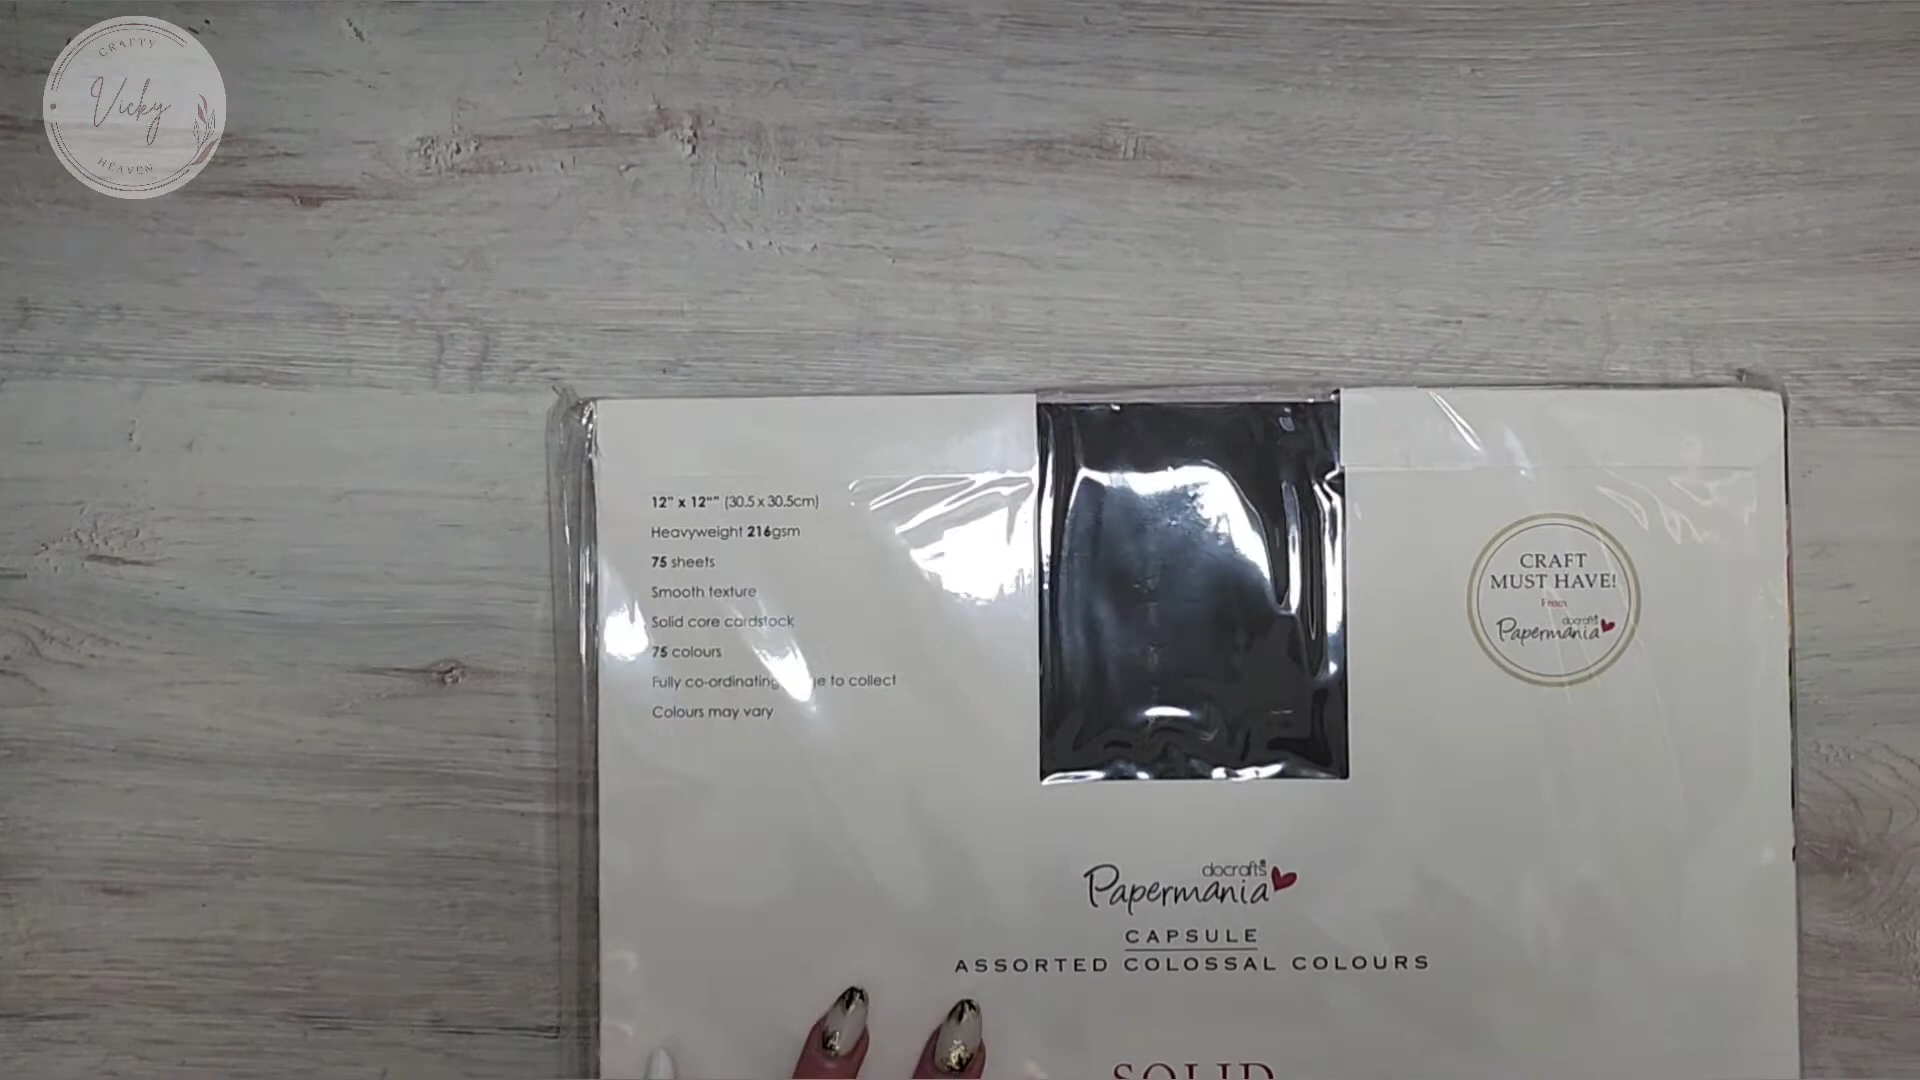 CRAFTY
Vicky
HEAVEN
12" x 12"" (30.5 x 30.5cm)
Heavyweight 216gsm
75 sheets
Smooth texture
Solid core cardstock
75 colours
Fully co-ordinating to collect
Colours may vary
CRAFT
MUST HAVE!
From
docrafts
Papermania
docrafts
Papermania
CAPSULE
ASSORTED COLOSSAL COLOURS
SOLID